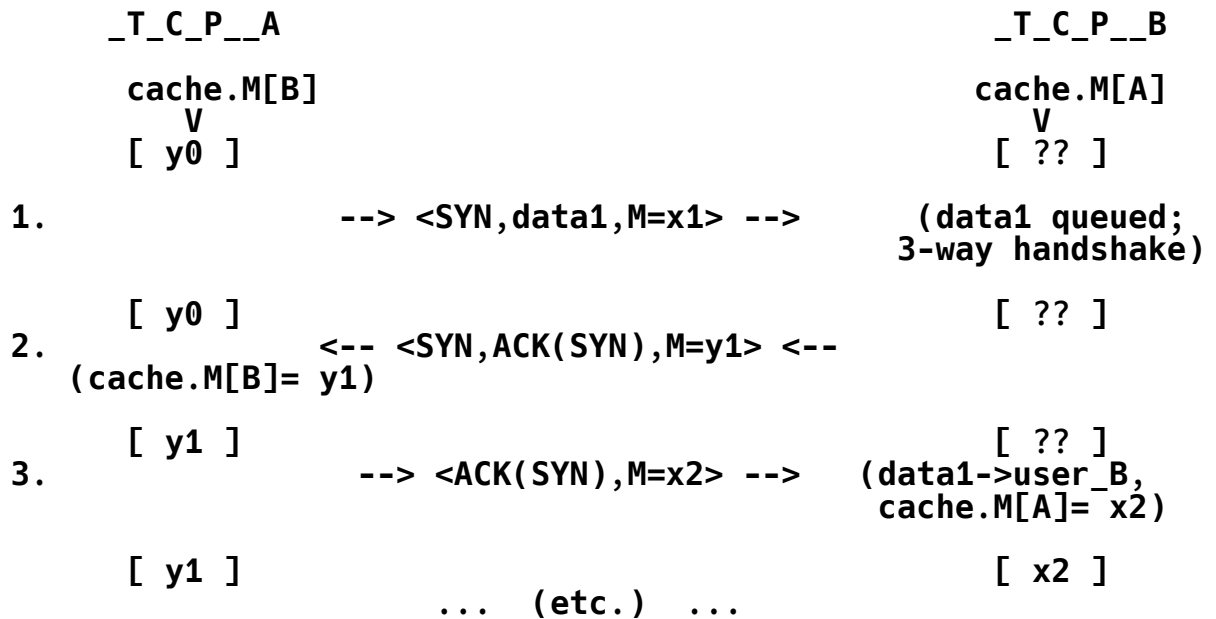 _T_C_P__A _T_C_P__B
cache.M[B] cache.M[A]
V V
[ y0 ] [ ?? ]
1. --> <SYN,data1,M=x1> --> (data1 queued;
3-way handshake)
[ y0 ] [ ?? ]
2. <-- <SYN,ACK(SYN),M=y1> <--
(cache.M[B]= y1)
[ y1 ] [ ?? ]
3. --> <ACK(SYN),M=x2> --> (data1->user_B,
cache.M[A]= x2)
[ y1 ] [ x2 ]
... (etc.) ...